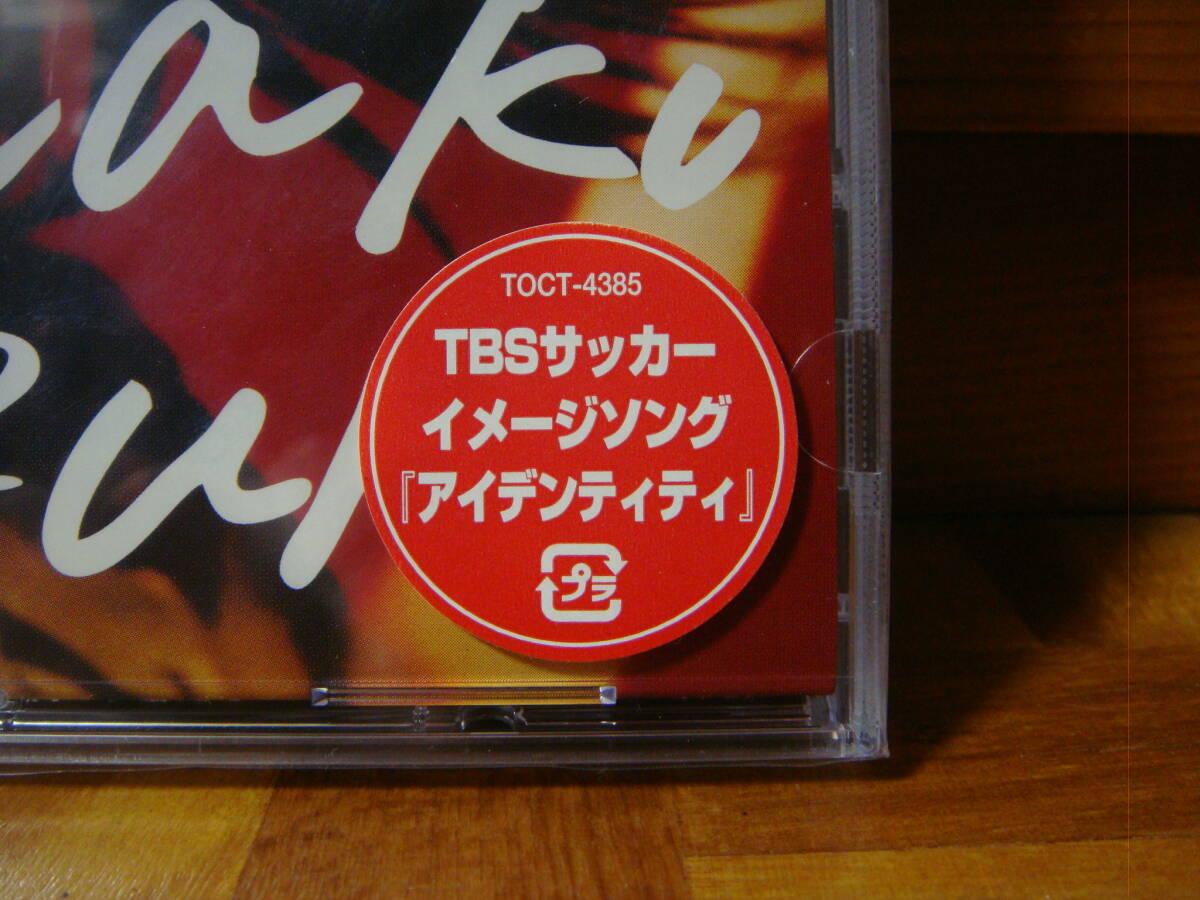 aku
TOCT-4385
TBSサッカー
イメージソング
『アイデンティティ』
プラ